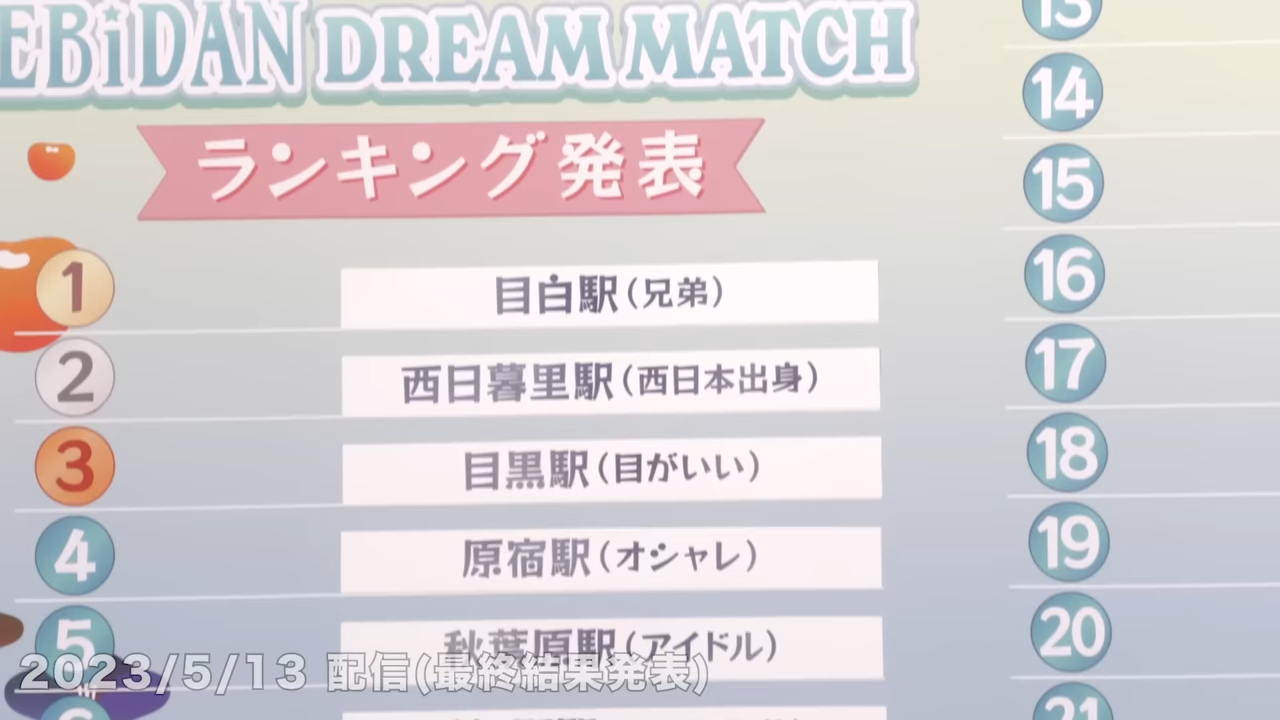 EBiDAN DREAM MATCH
ランキング発表
1 目白駅(兄弟)
2 西日暮里駅(西日本出身)
3 目黒駅(目がいい)
4 原宿駅(オシャレ)
5 秋葉原駅(アイドル)
13
14
15
16
17
18
19
20
21
2023/5/13 配信(最終結果発表)